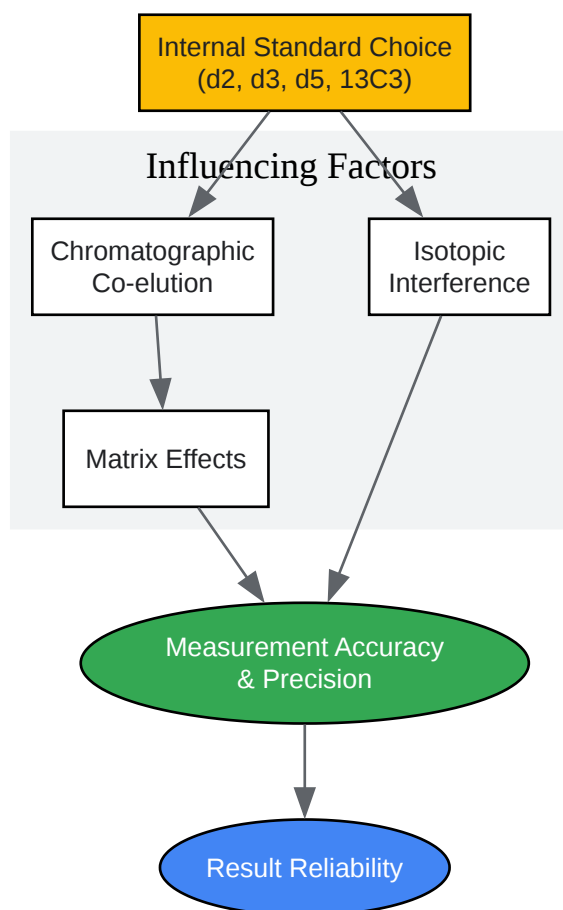 Internal Standard Choice
(d2, d3, d5, 13C3)
Influencing Factors
Chromatographic
Co-elution
Isotopic
Interference
Matrix Effects
Measurement Accuracy
& Precision
Result Reliability